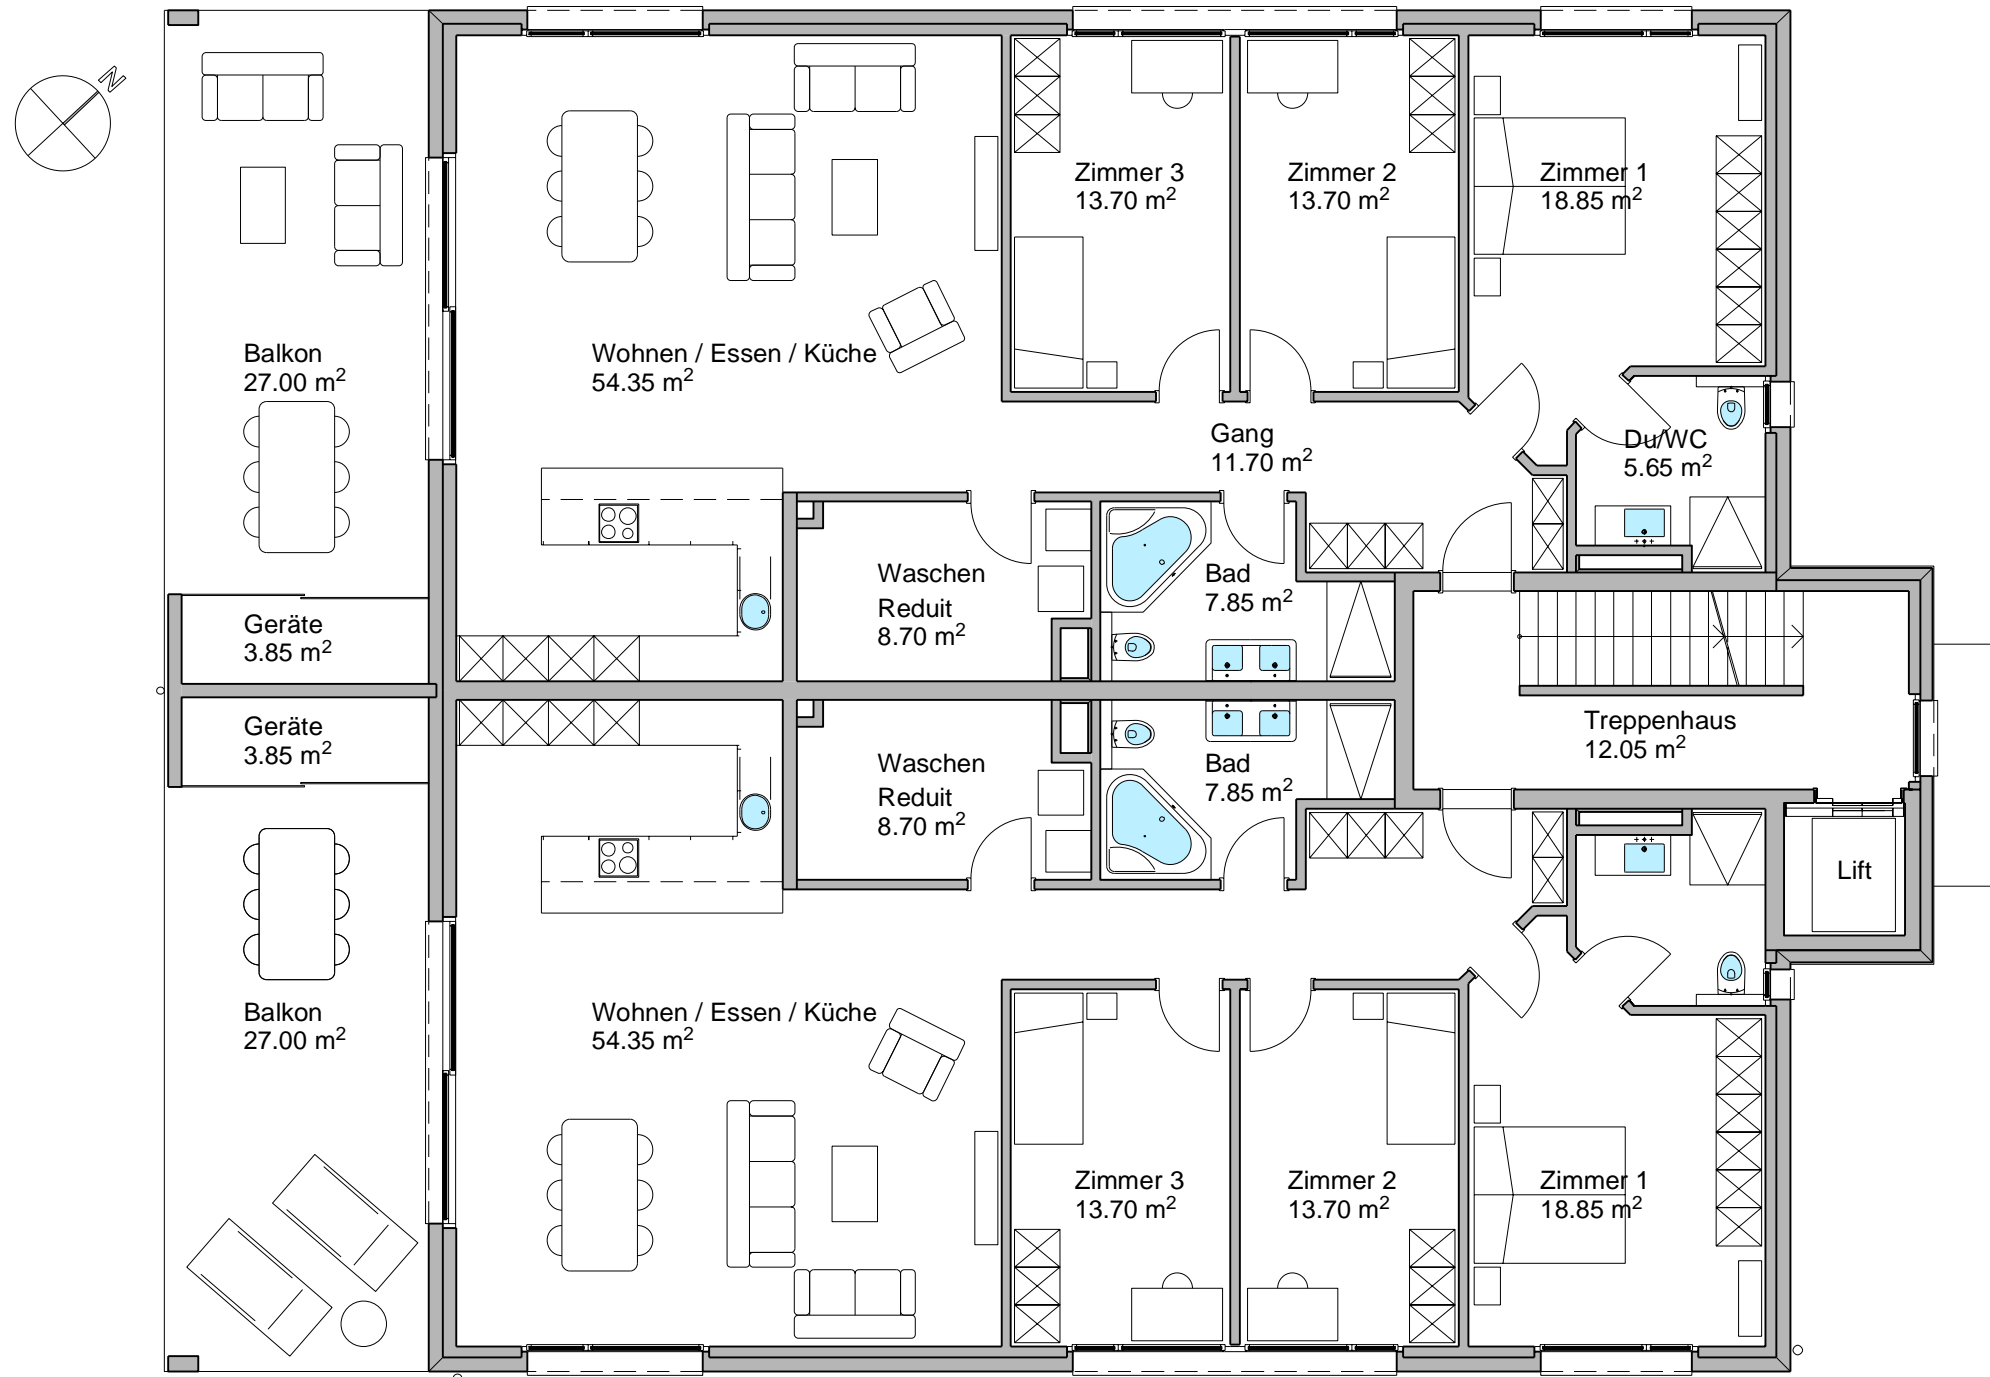 N
Zimmer 3
13.70 m²
Zimmer 2
13.70 m²
Zimmer 1
18.85 m²
Balkon
27.00 m²
Wohnen / Essen / Küche
54.35 m²
Gang
11.70 m²
Du/WC
5.65 m²
Waschen
Reduit
8.70 m²
Bad
7.85 m²
Geräte
3.85 m²
Geräte
3.85 m²
Treppenhaus
12.05 m²
Waschen
Reduit
8.70 m²
Bad
7.85 m²
Lift
Balkon
27.00 m²
Wohnen / Essen / Küche
54.35 m²
Zimmer 3
13.70 m²
Zimmer 2
13.70 m²
Zimmer 1
18.85 m²